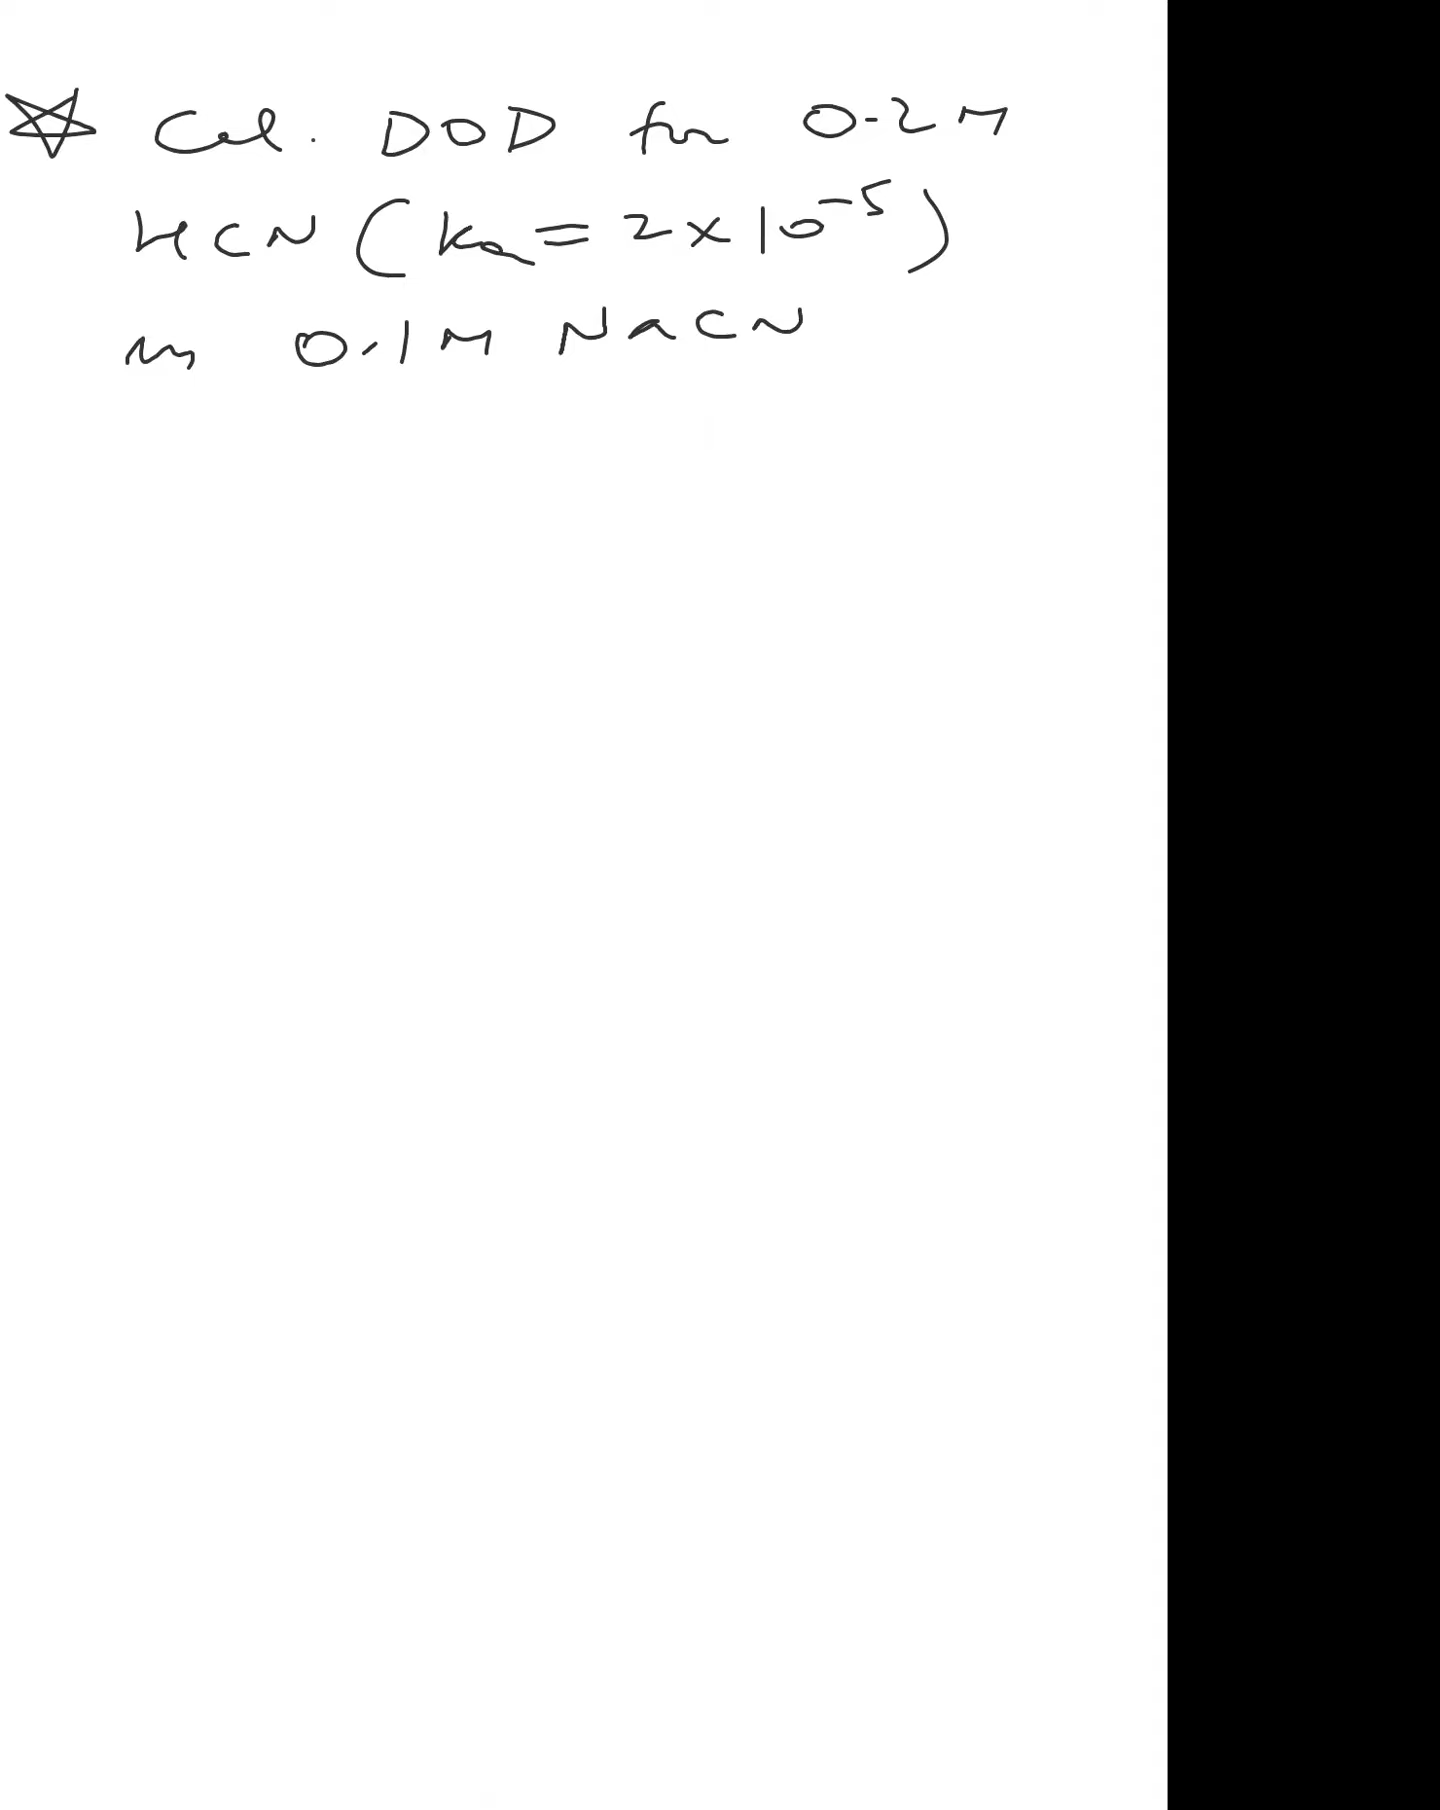 Cal. DOD for 0.2M
HCN (ka = 2 x 10⁻⁵)
in 0.1M NaCN